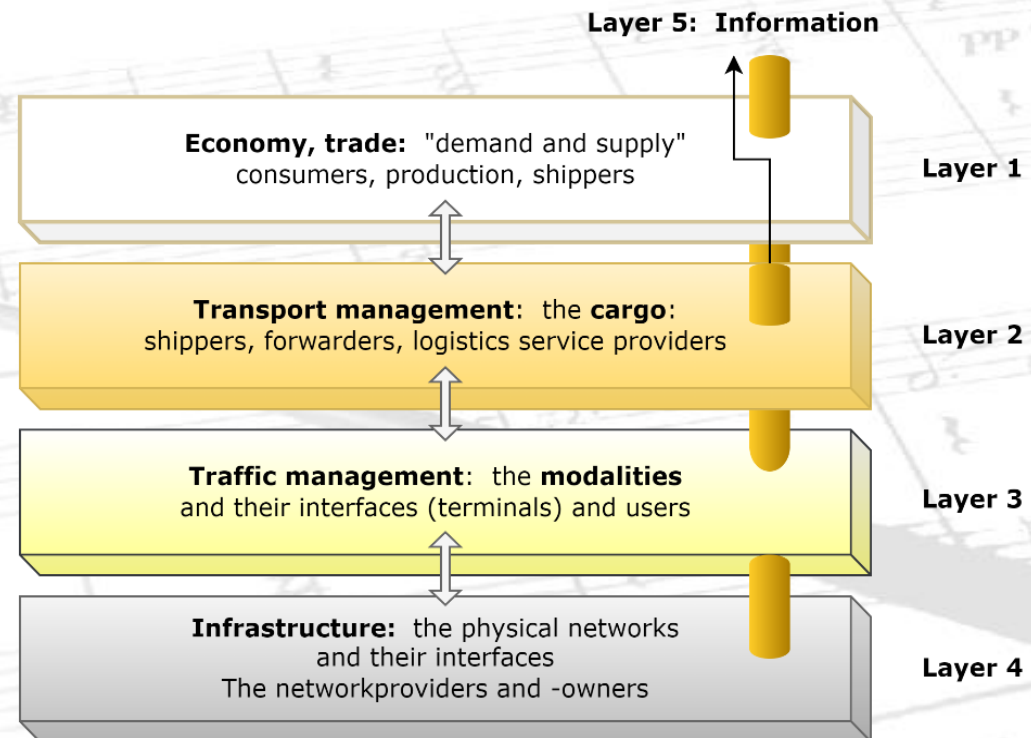 Layer 5:  Information
pp
Economy, trade:  "demand and supply"
consumers, production, shippers
Layer 1
Transport management:  the cargo:
shippers, forwarders, logistics service providers
Layer 2
Traffic management:  the modalities
and their interfaces (terminals) and users
Layer 3
Infrastructure:  the physical networks
and their interfaces
The networkproviders and -owners
Layer 4